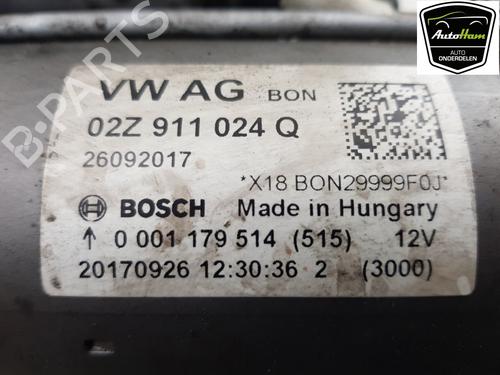 AutoHam
AUTO
ONDERDELEN
B-PARTS
VW AG BON
02Z 911 024 Q
26092017
*X18 BON29999F0J*
BOSCH Made in Hungary
↑ 0 001 179 514 (515) 12V
20170926 12:30:36 2 (3000)